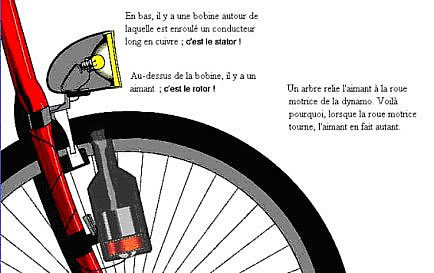 En bas, il y a une bobine autour de
laquelle est enroulé un conducteur
long en cuivre ; c'est le stator !
Au-dessus de la bobine, il y a un
aimant ; c'est le rotor !
Un arbre relie l'aimant à la roue
motrice de la dynamo. Voilà
pourquoi, lorsque la roue motrice
tourne, l'aimant en fait autant.